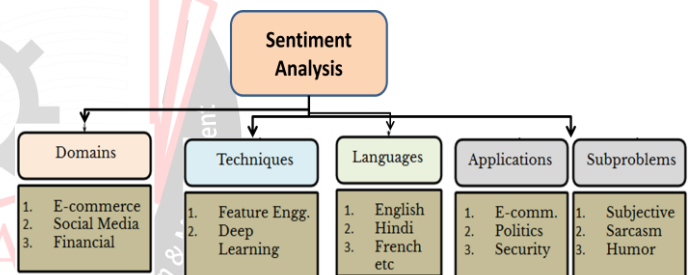 Sentiment
Analysis
Domains
Techniques
Languages
Applications
Subproblems
1. E-commerce
2. Social Media
3. Financial
1. Feature Engg.
2. Deep
Learning
1. English
2. Hindi
3. French
etc
1. E-comm.
2. Politics
3. Security
1. Subjective
2. Sarcasm
3. Humor